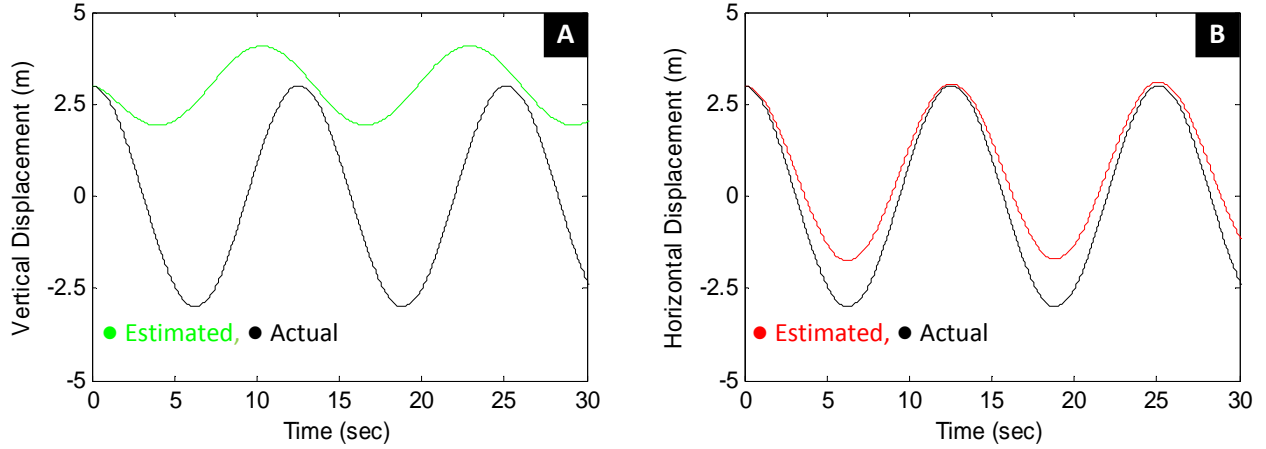 A
Vertical Displacement (m)
5
2.5
0
-2.5
-5
● Estimated, ● Actual
0 5 10 15 20 25 30
Time (sec)
B
Horizontal Displacement (m)
5
2.5
0
-2.5
-5
● Estimated, ● Actual
0 5 10 15 20 25 30
Time (sec)